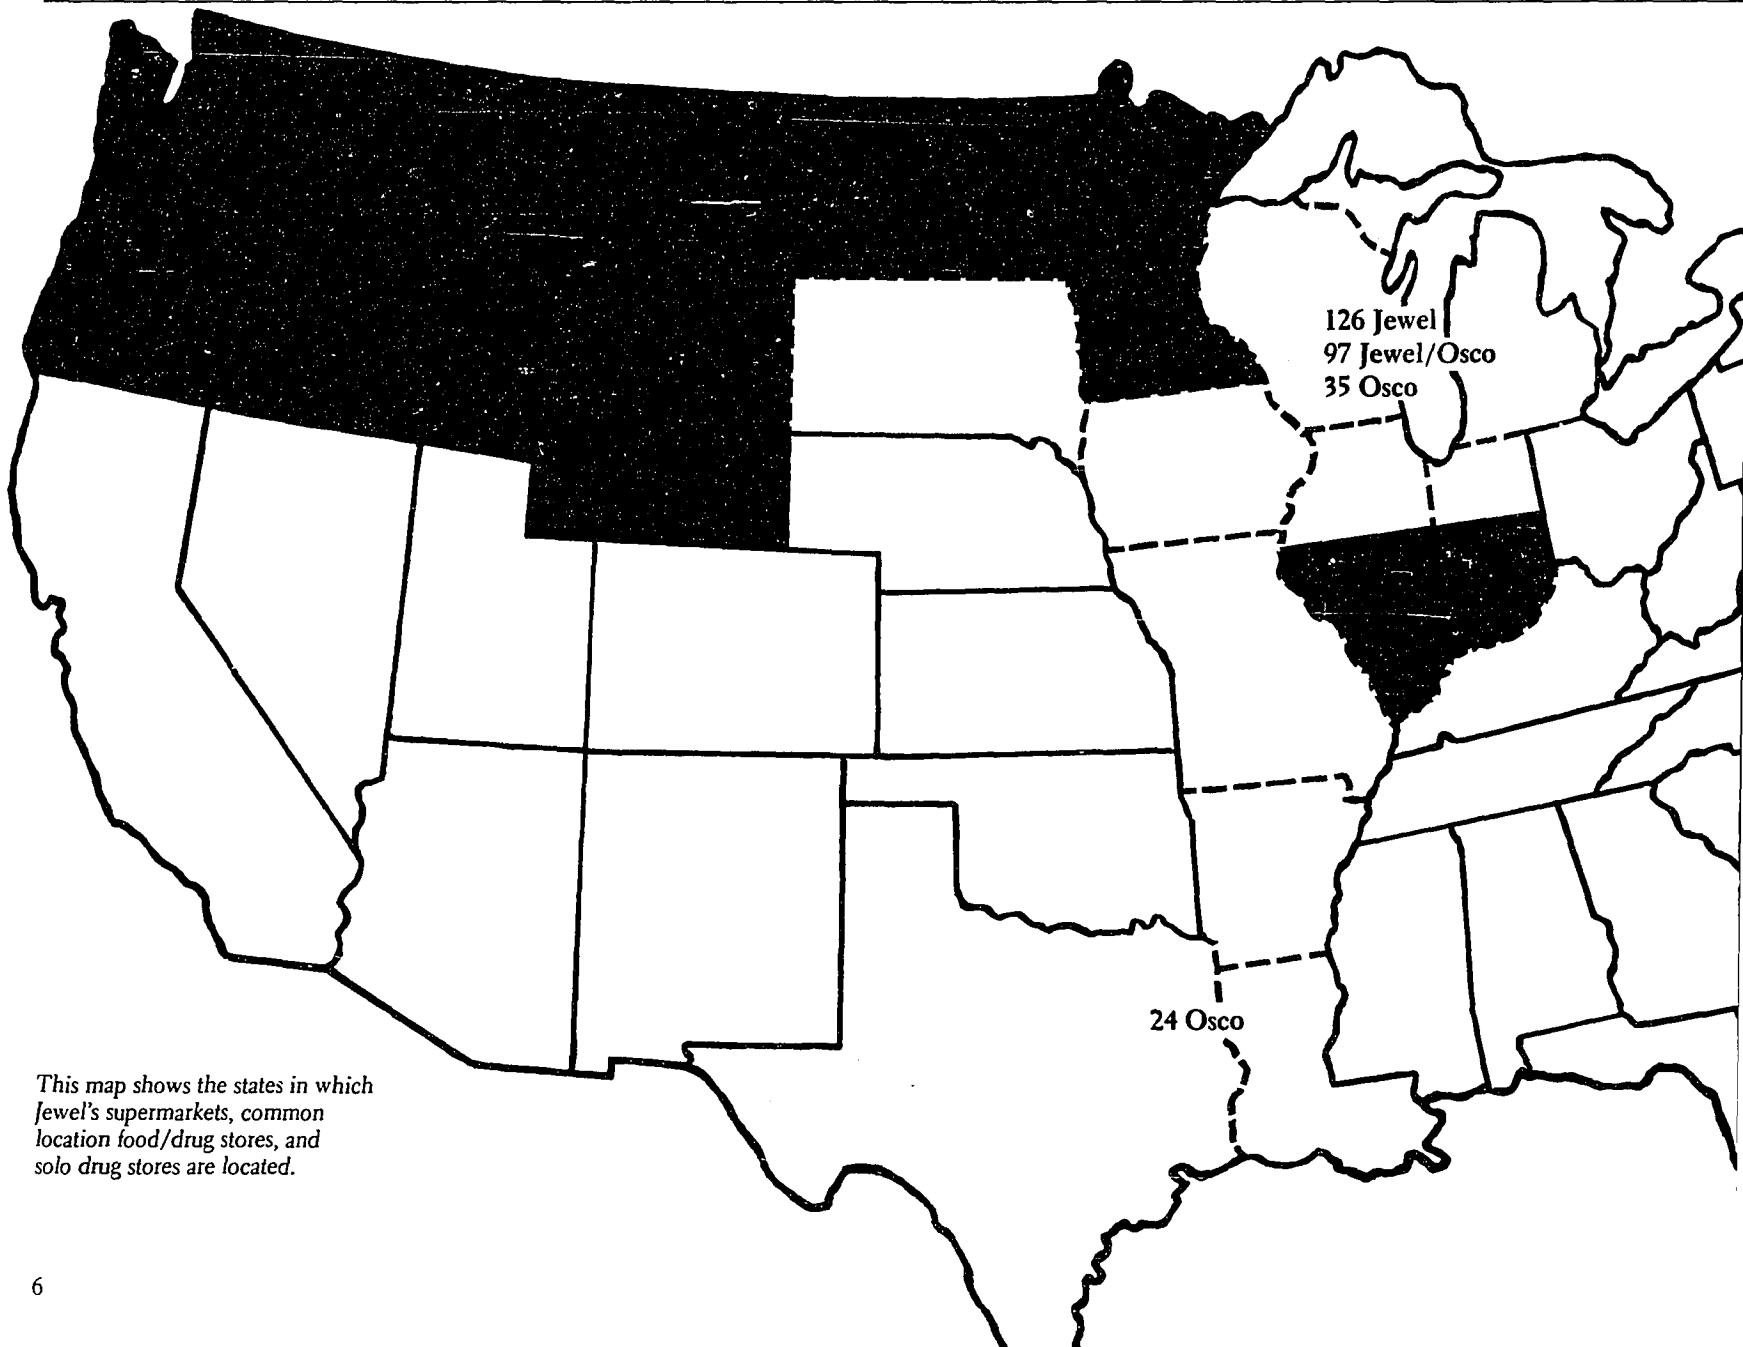 126 Jewel
97 Jewel/Osco
35 Osco
24 Osco
This map shows the states in which
Jewel's supermarkets, common
location food/drug stores, and
solo drug stores are located.
6